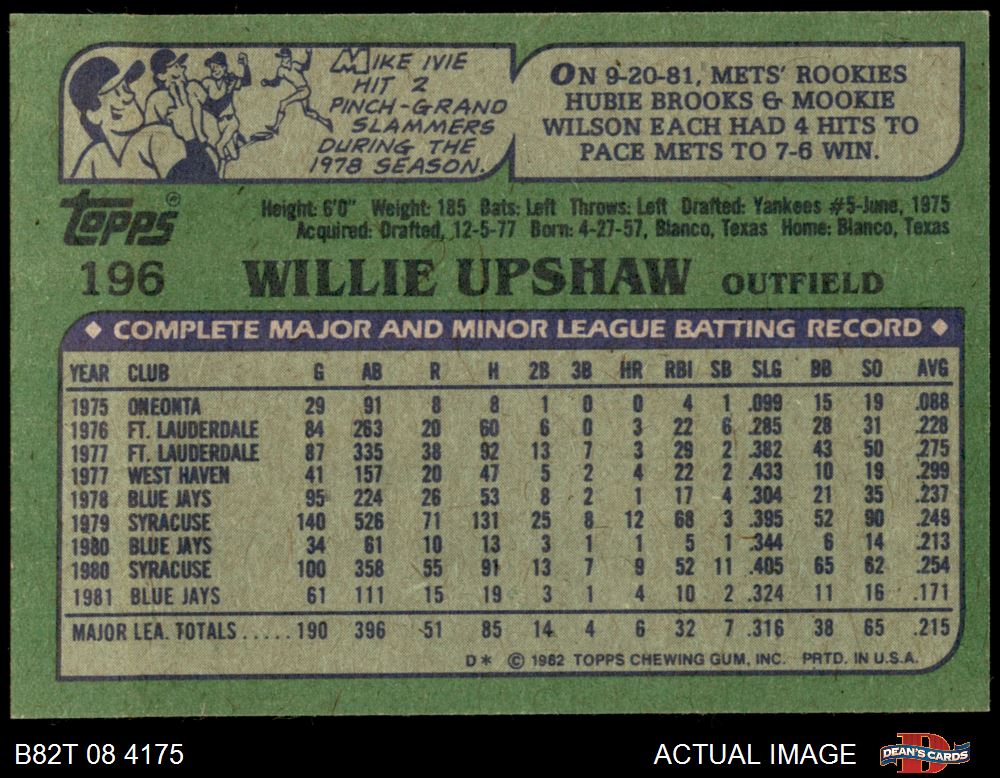 MIKE IVIE
HIT 2
PINCH-GRAND
SLAMMERS
DURING THE
1978 SEASON.
ON 9-20-81, METS' ROOKIES
HUBIE BROOKS & MOOKIE
WILSON EACH HAD 4 HITS TO
PACE METS TO 7-6 WIN.
Topps®
Height: 6'0" Weight: 185 Bats: Left Throws: Left Drafted: Yankees #5-June, 1975
Acquired: Drafted, 12-5-77 Born: 4-27-57, Blanco, Texas Home: Blanco, Texas
196 WILLIE UPSHAW OUTFIELD
◆ COMPLETE MAJOR AND MINOR LEAGUE BATTING RECORD ◆
YEAR CLUB G AB R H 2B 3B HR RBI SB SLG BB SO AVG
1975 ONEONTA 29 91 8 8 1 0 0 4 1 .099 15 19 .088
1976 FT. LAUDERDALE 84 263 20 60 6 0 3 22 6 .285 28 31 .228
1977 FT. LAUDERDALE 87 335 38 92 13 7 3 29 2 .382 43 50 .275
1977 WEST HAVEN 41 157 20 47 5 2 4 22 2 .433 10 19 .299
1978 BLUE JAYS 95 224 26 53 8 2 1 17 4 .304 21 35 .237
1979 SYRACUSE 140 526 71 131 25 8 12 68 3 .395 52 90 .249
1980 BLUE JAYS 34 61 10 13 3 1 1 5 1 .344 6 14 .213
1980 SYRACUSE 100 358 55 91 13 7 9 52 11 .405 65 62 .254
1981 BLUE JAYS 61 111 15 19 3 1 4 10 2 .324 11 16 .171
MAJOR LEA. TOTALS.....190 396 51 85 14 4 6 32 7 .316 38 65 .215
D* © 1982 TOPPS CHEWING GUM, INC. PRTD. IN U.S.A.
B82T 08 4175 ACTUAL IMAGE DEAN'S CARDS